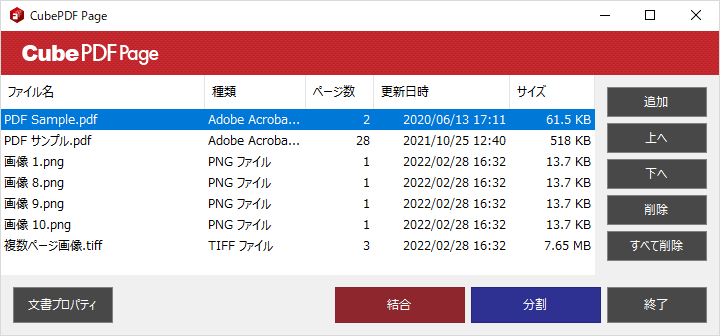 CubePDF Page
CubePDF Page
ファイル名 種類 ページ数 更新日時 サイズ
PDF Sample.pdf Adobe Acroba... 2 2020/06/13 17:11 61.5 KB
PDF サンプル.pdf Adobe Acroba... 28 2021/10/25 12:40 518 KB
画像 1.png PNG ファイル 1 2022/02/28 16:32 13.7 KB
画像 8.png PNG ファイル 1 2022/02/28 16:32 13.7 KB
画像 9.png PNG ファイル 1 2022/02/28 16:32 13.7 KB
画像 10.png PNG ファイル 1 2022/02/28 16:32 13.7 KB
複数ページ画像.tiff TIFF ファイル 3 2022/02/28 16:32 7.65 MB
追加
上へ
下へ
削除
すべて削除
文書プロパティ 結合 分割 終了